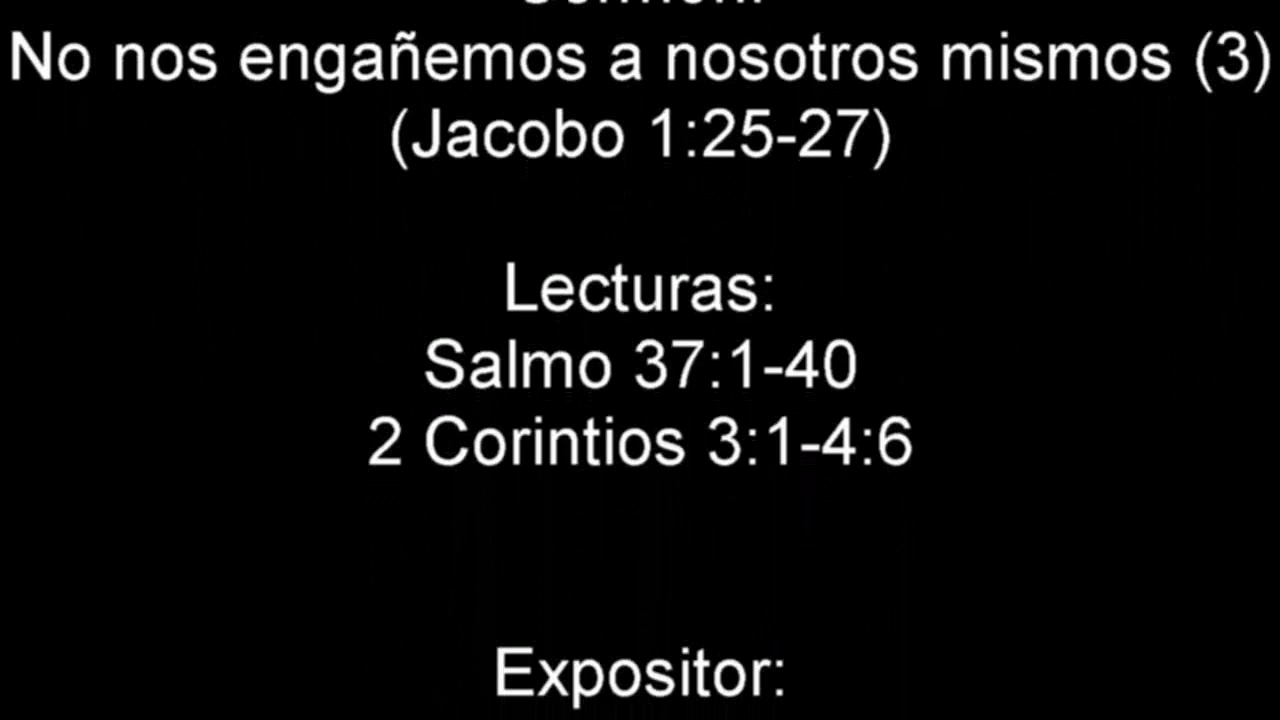 No nos engañemos a nosotros mismos (3)
(Jacobo 1:25-27)
Lecturas:
Salmo 37:1-40
2 Corintios 3:1-4:6
Expositor: